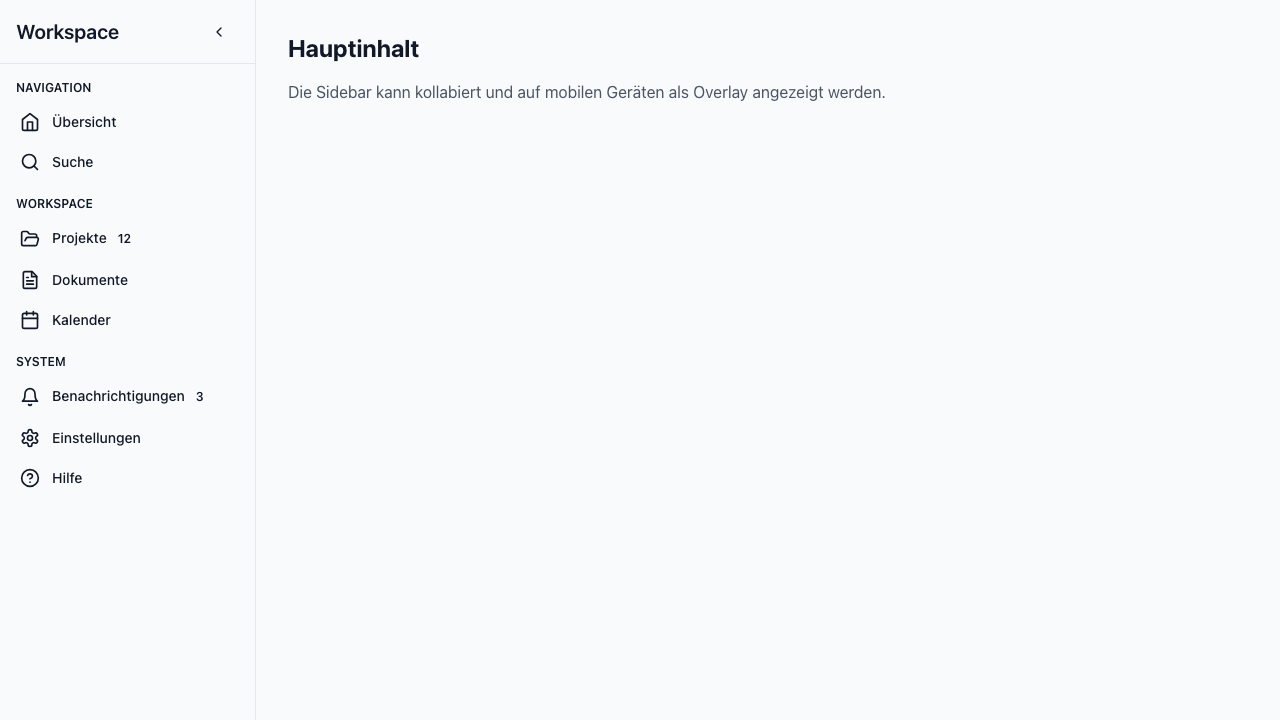 Workspace
NAVIGATION
Übersicht
Suche
WORKSPACE
Projekte 12
Dokumente
Kalender
SYSTEM
Benachrichtigungen 3
Einstellungen
Hilfe
Hauptinhalt
Die Sidebar kann kollabiert und auf mobilen Geräten als Overlay angezeigt werden.